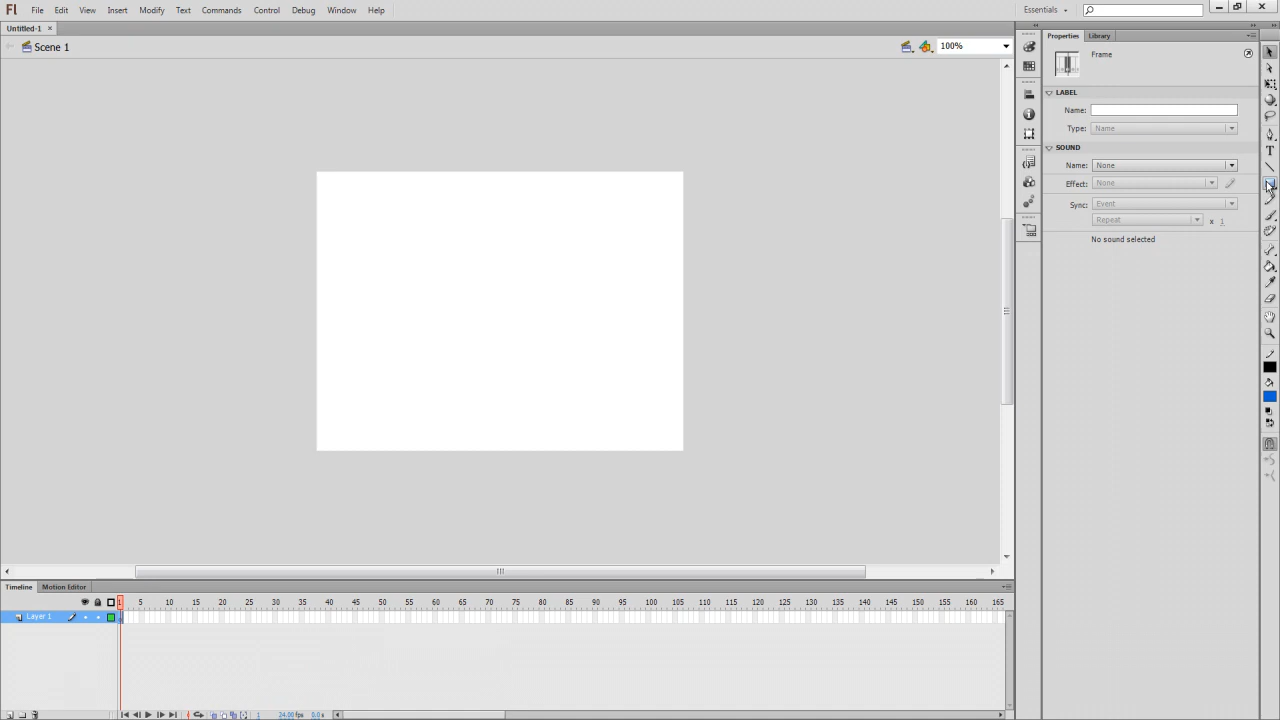 Fl File Edit View Insert Modify Text Commands Control Debug Window Help Essentials
Untitled-1 ×
Scene 1 100%
Properties Library
Frame
LABEL
Name:
Type: Name
SOUND
Name: None
Effect: None
Sync: Event
Repeat x 1
No sound selected
Timeline Motion Editor
1 5 10 15 20 25 30 35 40 45 50 55 60 65 70 75 80 85 90 95 100 105 110 115 120 125 130 135 140 145 150 155 160 165
Layer 1
1 24.00 fps 0.0 s